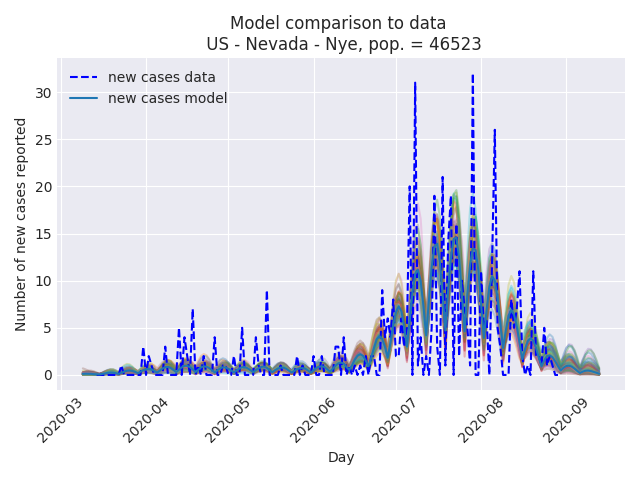 Model comparison to data
US - Nevada - Nye, pop. = 46523
new cases data
new cases model
Number of new cases reported
30
25
20
15
10
5
0
2020-03
2020-04
2020-05
2020-06
2020-07
2020-08
2020-09
Day